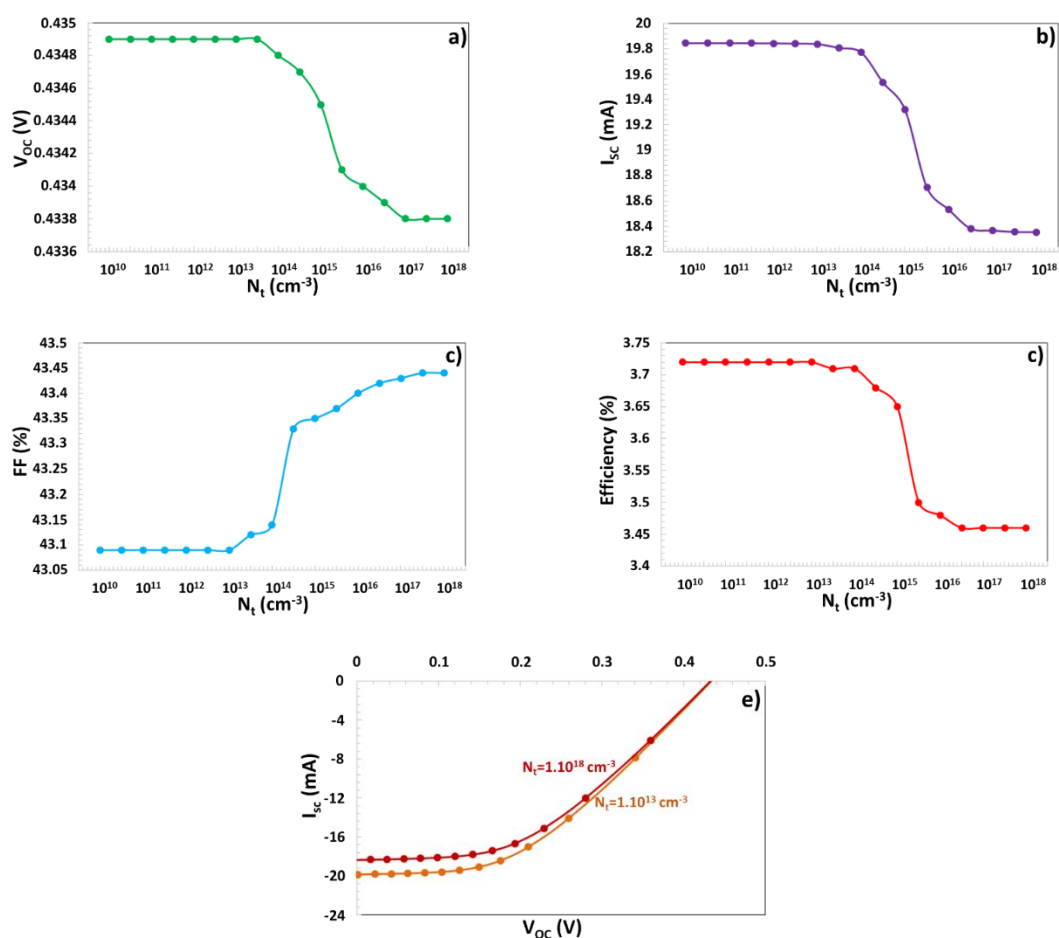 a)
V_OC (V)
0.435
0.4348
0.4346
0.4344
0.4342
0.434
0.4338
0.4336
10^10 10^11 10^12 10^13 10^14 10^15 10^16 10^17 10^18
N_t (cm^-3)
b)
I_SC (mA)
20
19.8
19.6
19.4
19.2
19
18.8
18.6
18.4
18.2
10^10 10^11 10^12 10^13 10^14 10^15 10^16 10^17 10^18
N_t (cm^-3)
c)
FF (%)
43.5
43.45
43.4
43.35
43.3
43.25
43.2
43.15
43.1
43.05
10^10 10^11 10^12 10^13 10^14 10^15 10^16 10^17 10^18
N_t (cm^-3)
c)
Efficiency (%)
3.75
3.7
3.65
3.6
3.55
3.5
3.45
3.4
10^10 10^11 10^12 10^13 10^14 10^15 10^16 10^17 10^18
N_t (cm^-3)
0 0.1 0.2 0.3 0.4 0.5
e)
I_sc (mA)
0
-4
-8
-12
-16
-20
-24
N_t=1.10^18 cm^-3
N_t=1.10^13 cm^-3
V_OC (V)